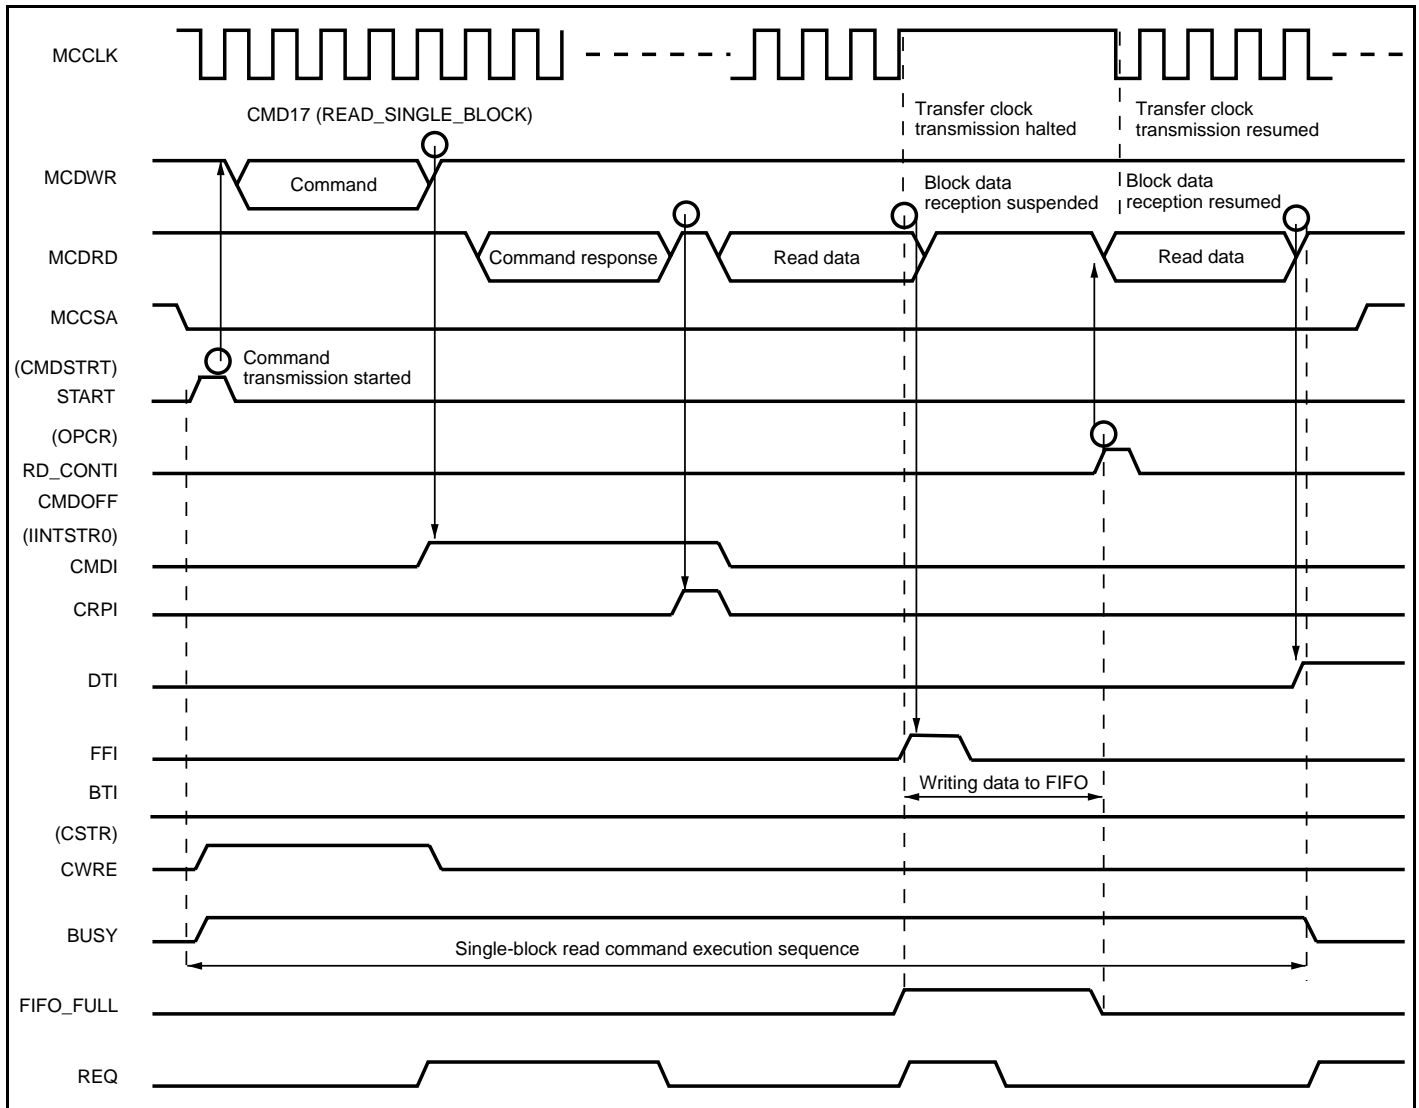 MCCLK
CMD17 (READ_SINGLE_BLOCK)
Transfer clock
transmission halted
Transfer clock
transmission resumed
MCDWR
Command
Block data
reception suspended
Block data
reception resumed
MCDRD
Command response
Read data
Read data
MCCSA
(CMDSTRT)
START
Command
transmission started
(OPCR)
RD_CONTI
CMDOFF
(IINTSTR0)
CMDI
CRPI
DTI
FFI
Writing data to FIFO
BTI
(CSTR)
CWRE
BUSY
Single-block read command execution sequence
FIFO_FULL
REQ